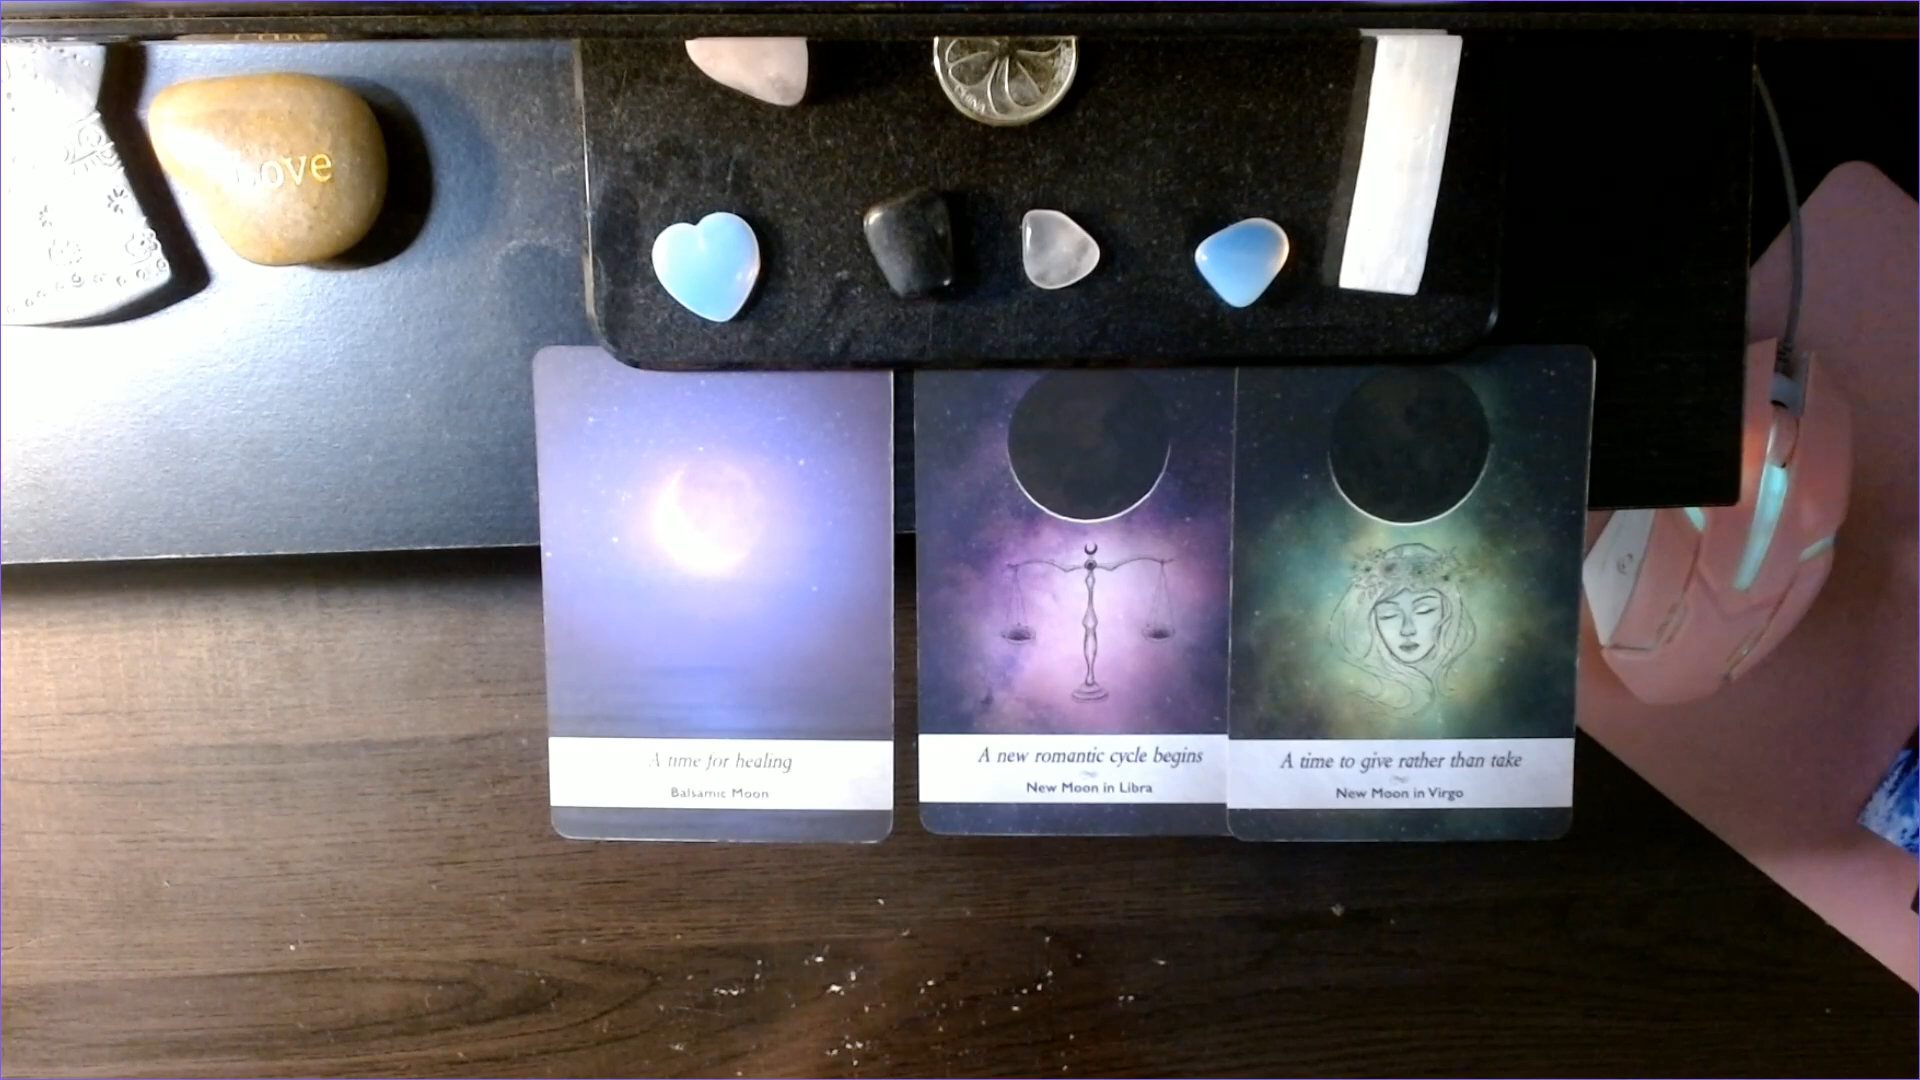 Love
A time for healing
Balsamic Moon
A new romantic cycle begins
New Moon in Libra
A time to give rather than take
New Moon in Virgo